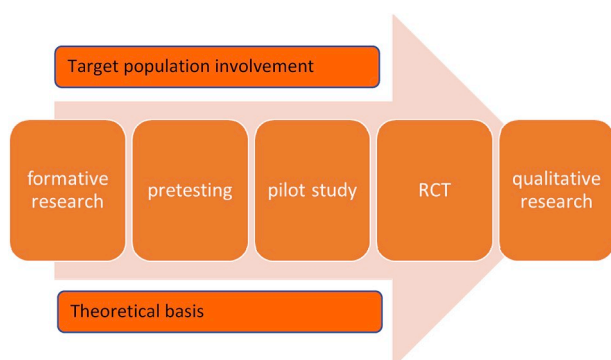 Target population involvement
formative
research
pretesting
pilot study
RCT
qualitative
research
Theoretical basis